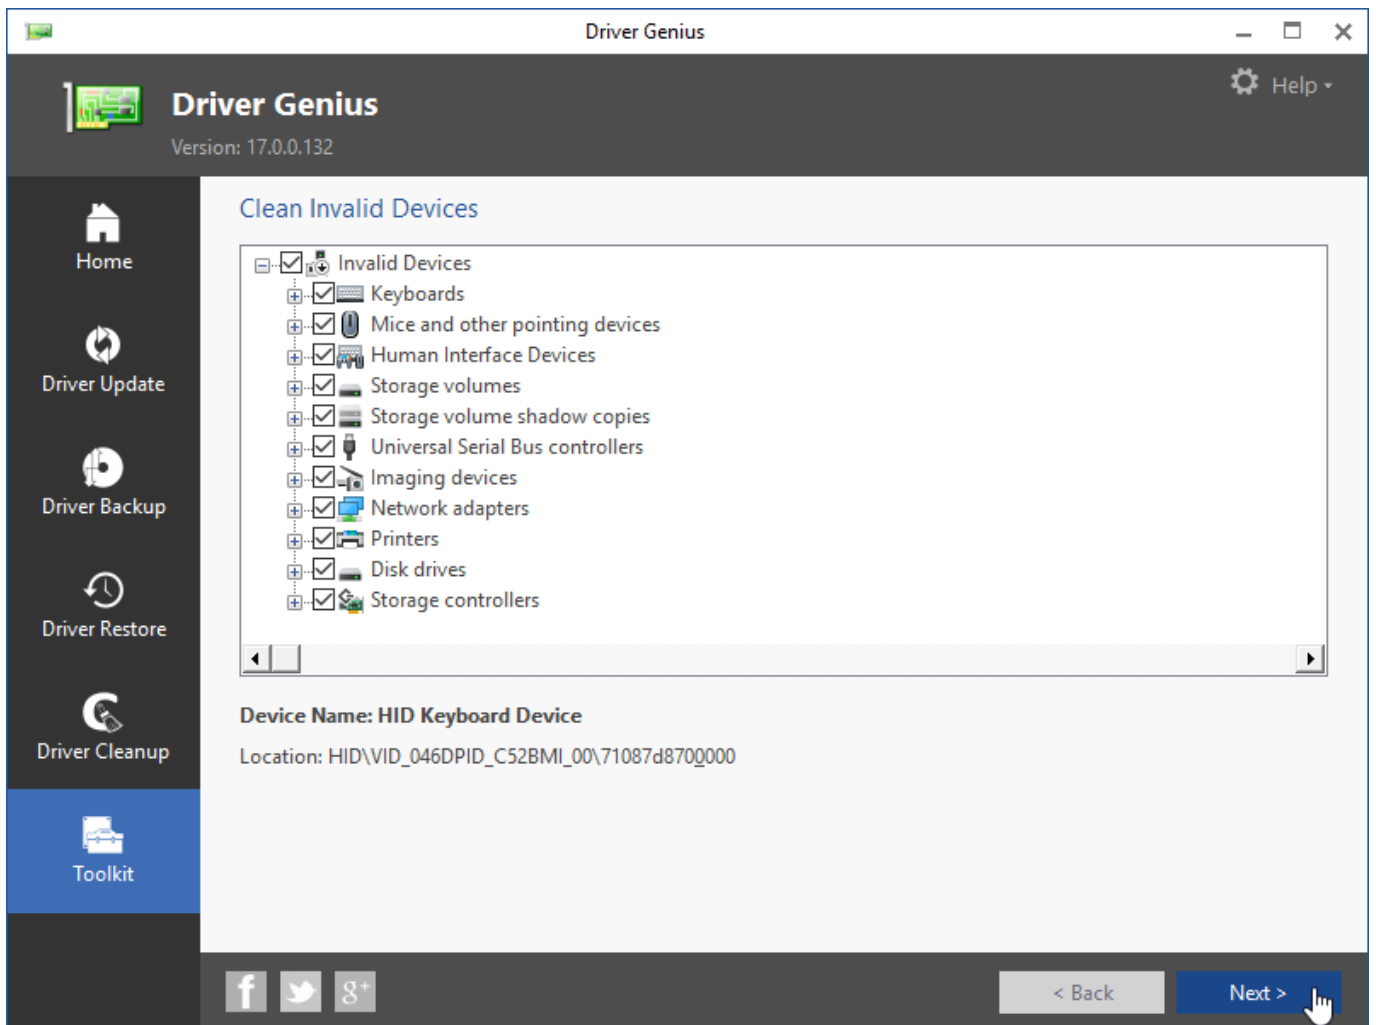 Driver Genius
Driver Genius
Help
Version: 17.0.0.132
Home
Driver Update
Driver Backup
Driver Restore
Driver Cleanup
Toolkit
Clean Invalid Devices
Invalid Devices
Keyboards
Mice and other pointing devices
Human Interface Devices
Storage volumes
Storage volume shadow copies
Universal Serial Bus controllers
Imaging devices
Network adapters
Printers
Disk drives
Storage controllers
Device Name: HID Keyboard Device
Location: HID\VID_046DPID_C52BMI_00\71087d8700000
f
g+
< Back
Next >